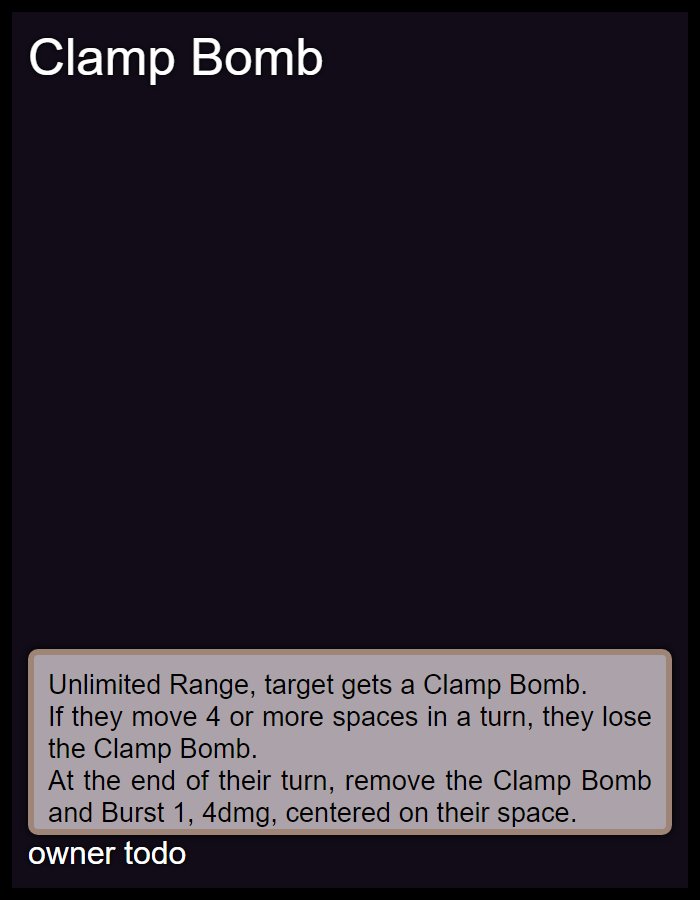 Clamp Bomb
Unlimited Range, target gets a Clamp Bomb.
If they move 4 or more spaces in a turn, they lose
the Clamp Bomb.
At the end of their turn, remove the Clamp Bomb
and Burst 1, 4dmg, centered on their space.
owner todo